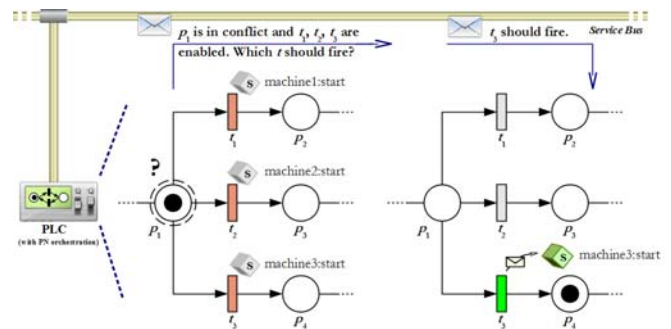 p1 is in conflict and t1, t2, t3 are
enabled. Which t should fire?
t3 should fire.
Service Bus
S machine1:start
t1
p2
?
S machine2:start
p1
t2
p3
S machine3:start
t3
p4
PLC
(with PN orchestration)
t1
p2
p1
t2
p3
S machine3:start
t3
p4